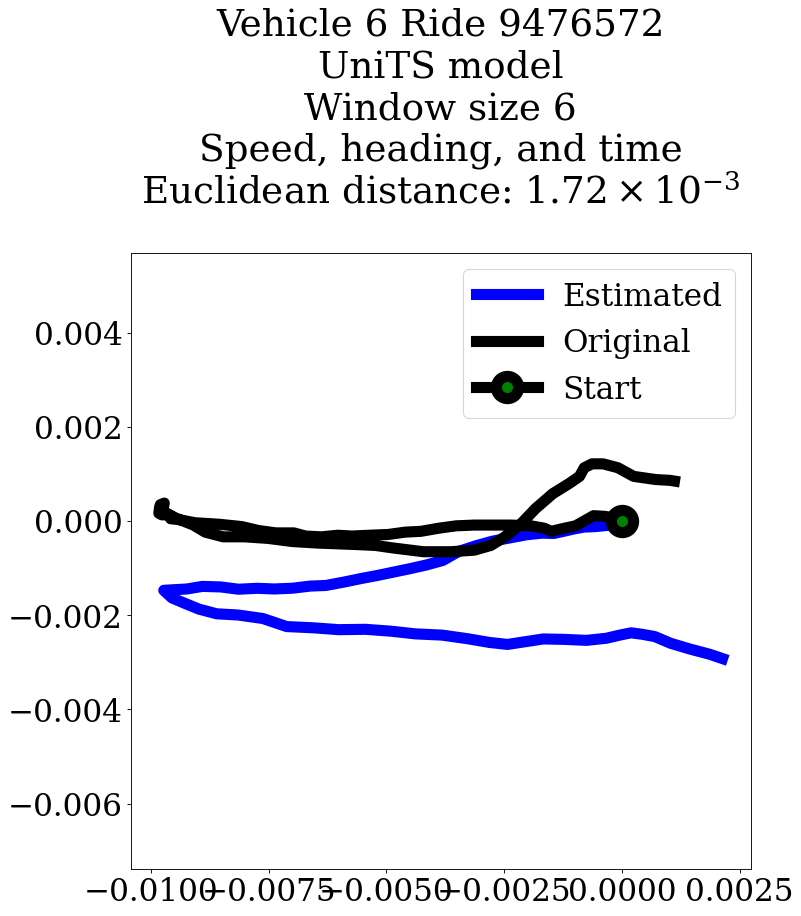 Vehicle 6 Ride 9476572
UniTS model
Window size 6
Speed, heading, and time
Euclidean distance: 1.72 × 10⁻³
Estimated
Original
Start
0.004
0.002
0.000
−0.002
−0.004
−0.006
−0.0100 −0.0075 −0.0050 −0.0025 0.0000 0.0025